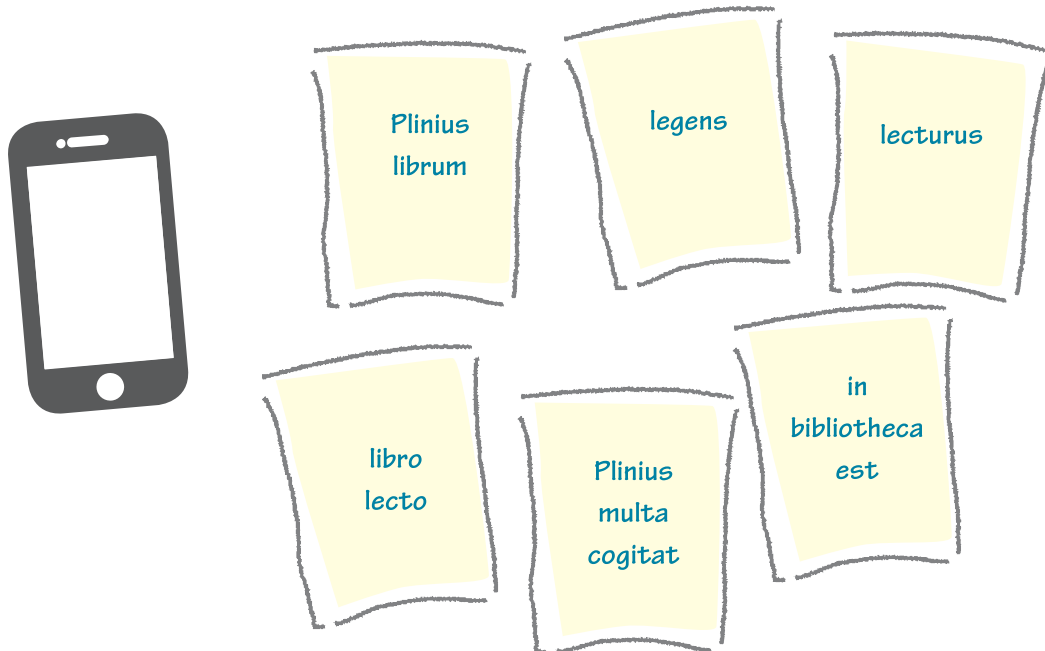 Plinius
librum
legens
lecturus
libro
lecto
Plinius
multa
cogitat
in
bibliotheca
est